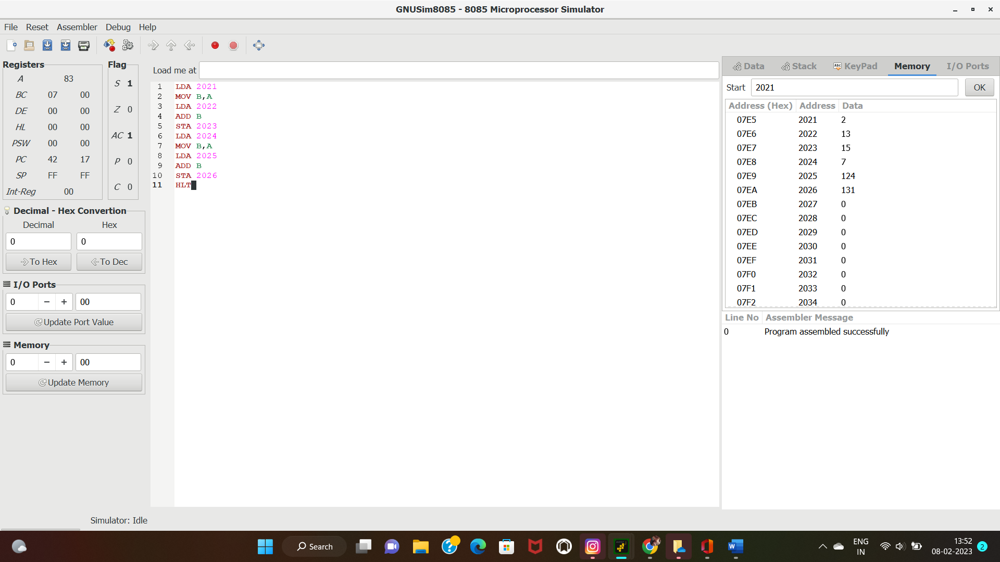 GNUSim8085 - 8085 Microprocessor Simulator
File Reset Assembler Debug Help
Registers
A 83
BC 07 00
DE 00 00
HL 00 00
PSW 00 00
PC 42 17
SP FF FF
Int-Reg 00
Flag
S 1
Z 0
AC 1
P 0
C 0
Decimal - Hex Convertion
Decimal Hex
0 0
To Hex To Dec
I/O Ports
0 − + 00
Update Port Value
Memory
0 − + 00
Update Memory
Load me at
1 LDA 2021
2 MOV B,A
3 LDA 2022
4 ADD B
5 STA 2023
6 LDA 2024
7 MOV B,A
8 LDA 2025
9 ADD B
10 STA 2026
11 HLT
Data Stack Abc KeyPad Memory I/O Ports
Start 2021 OK
Address (Hex) Address Data
07E5 2021 2
07E6 2022 13
07E7 2023 15
07E8 2024 7
07E9 2025 124
07EA 2026 131
07EB 2027 0
07EC 2028 0
07ED 2029 0
07EE 2030 0
07EF 2031 0
07F0 2032 0
07F1 2033 0
07F2 2034 0
Line No Assembler Message
0 Program assembled successfully
Simulator: Idle
Search
ENG
IN
13:52
08-02-2023
2